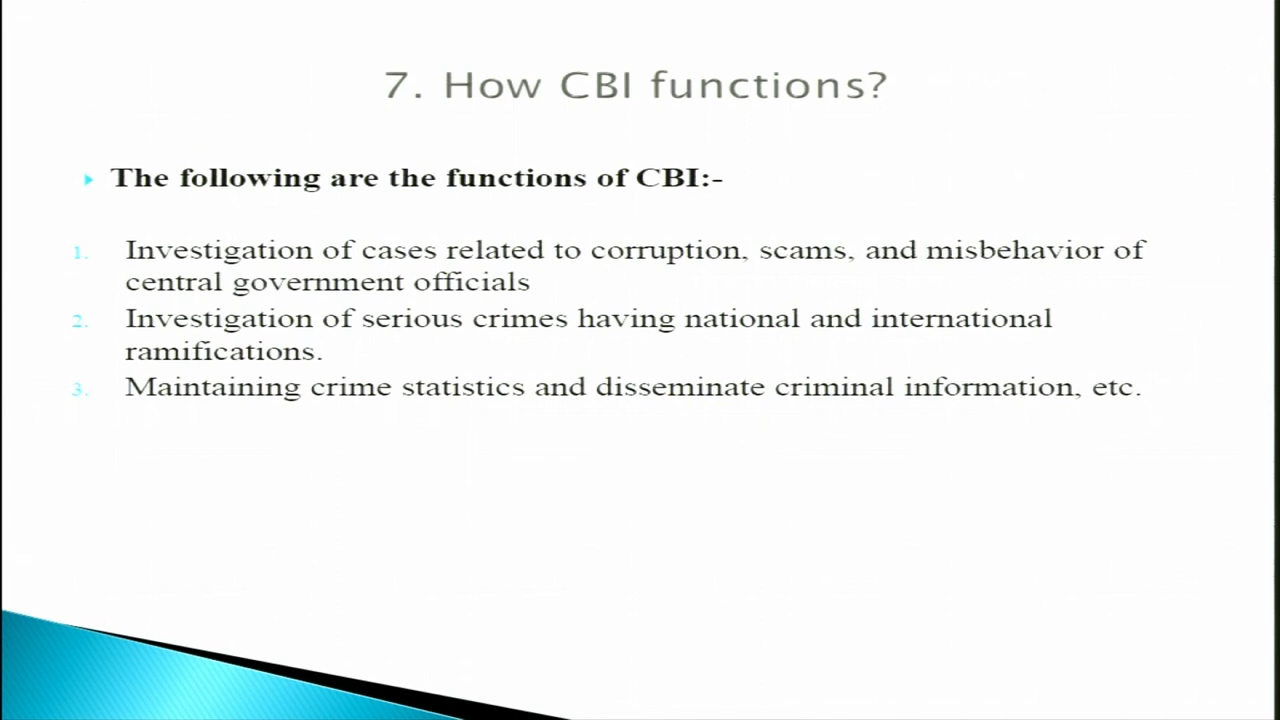 7. How CBI functions?
The following are the functions of CBI:-
1. Investigation of cases related to corruption, scams, and misbehavior of
central government officials
2. Investigation of serious crimes having national and international
ramifications.
3. Maintaining crime statistics and disseminate criminal information, etc.